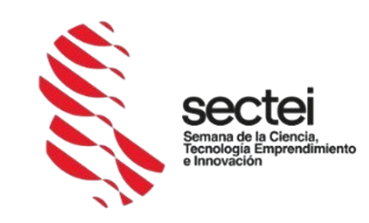 sectei
Semana de la Ciencia,
Tecnología Emprendimiento
e Innovación